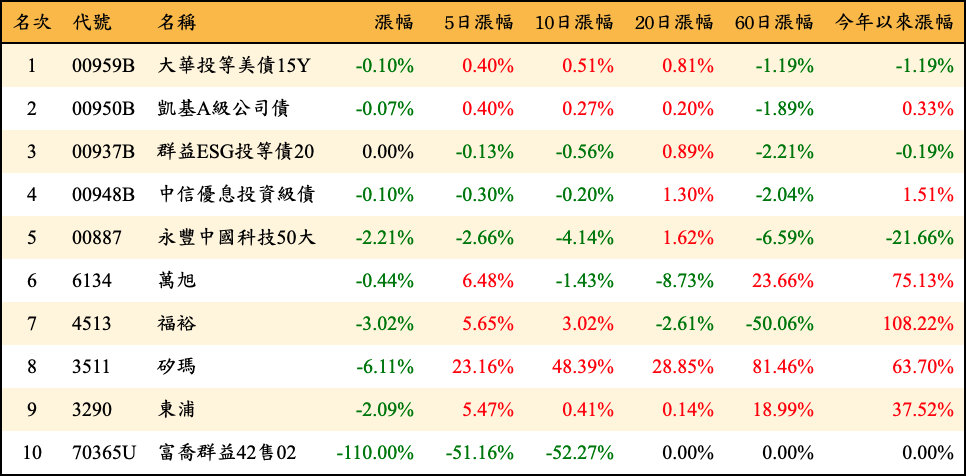 名次 代號 名稱 漲幅 5日漲幅 10日漲幅 20日漲幅 60日漲幅 今年以來漲幅
1 00959B 大華投等美債15Y -0.10% 0.40% 0.51% 0.81% -1.19% -1.19%
2 00950B 凱基A級公司債 -0.07% 0.40% 0.27% 0.20% -1.89% 0.33%
3 00937B 群益ESG投等債20 0.00% -0.13% -0.56% 0.89% -2.21% -0.19%
4 00948B 中信優息投資級債 -0.10% -0.30% -0.20% 1.30% -2.04% 1.51%
5 00887 永豐中國科技50大 -2.21% -2.66% -4.14% 1.62% -6.59% -21.66%
6 6134 萬旭 -0.44% 6.48% -1.43% -8.73% 23.66% 75.13%
7 4513 福裕 -3.02% 5.65% 3.02% -2.61% -50.06% 108.22%
8 3511 矽瑪 -6.11% 23.16% 48.39% 28.85% 81.46% 63.70%
9 3290 東浦 -2.09% 5.47% 0.41% 0.14% 18.99% 37.52%
10 70365U 富喬群益42售02 -110.00% -51.16% -52.27% 0.00% 0.00% 0.00%